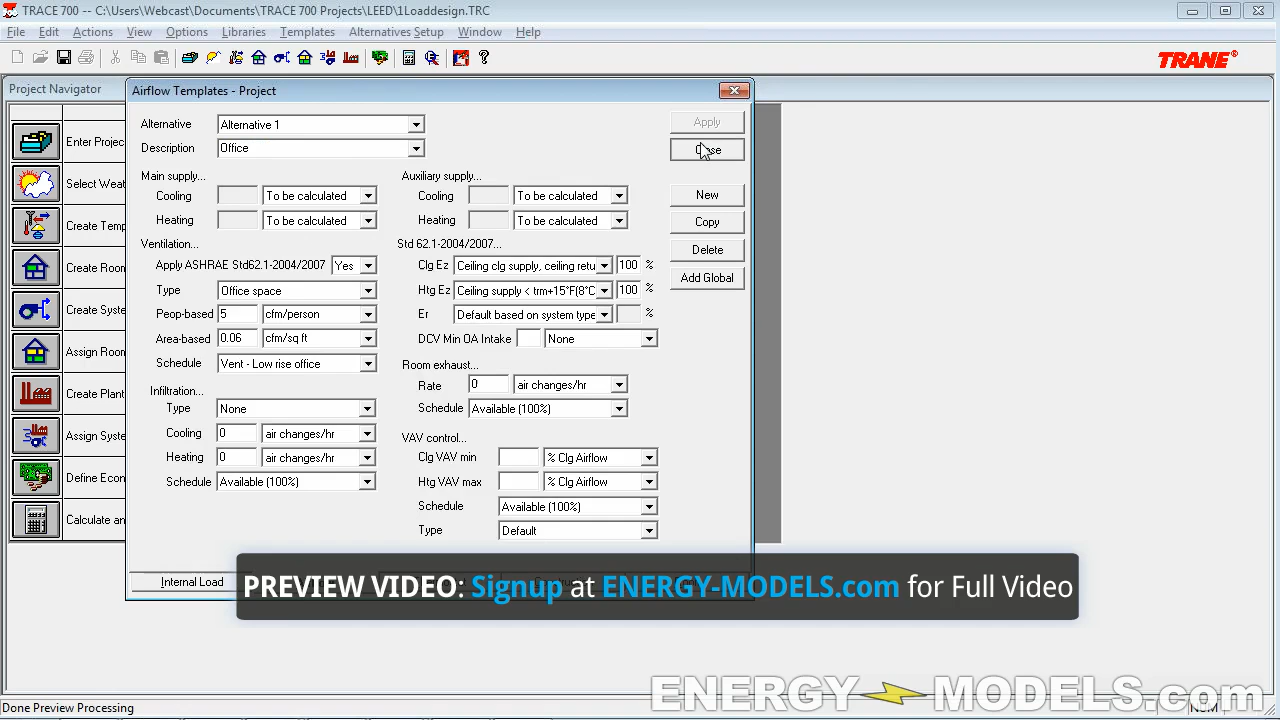 TRACE 700 -- C:\Users\Webcast\Documents\TRACE 700 Projects\LEED\1Loaddesign.TRC
File Edit Actions View Options Libraries Templates Alternatives Setup Window Help
TRANE®
Project Navigator
Airflow Templates - Project
Enter Projec
Select Weat
Create Temp
Create Room
Create Syste
Assign Room
Create Plant
Assign Syste
Define Econ
Calculate an
Alternative Alternative 1
Description Office
Apply
Close
New
Copy
Delete
Add Global
Main supply...
Cooling To be calculated
Heating To be calculated
Auxiliary supply...
Cooling To be calculated
Heating To be calculated
Ventilation...
Apply ASHRAE Std62.1-2004/2007 Yes
Type Office space
Peop-based 5 cfm/person
Area-based 0.06 cfm/sq ft
Schedule Vent - Low rise office
Std 62.1-2004/2007...
Clg Ez Ceiling clg supply, ceiling retu 100 %
Htg Ez Ceiling supply < trm+15°F(8°C 100 %
Er Default based on system type %
DCV Min OA Intake None
Infiltration...
Type None
Cooling 0 air changes/hr
Heating 0 air changes/hr
Schedule Available (100%)
Room exhaust...
Rate 0 air changes/hr
Schedule Available (100%)
VAV control...
Clg VAV min % Clg Airflow
Htg VAV max % Clg Airflow
Schedule Available (100%)
Type Default
Internal Load
PREVIEW VIDEO: Signup at ENERGY-MODELS.com for Full Video
ENERGY MODELS.com
Done Preview Processing
NUM